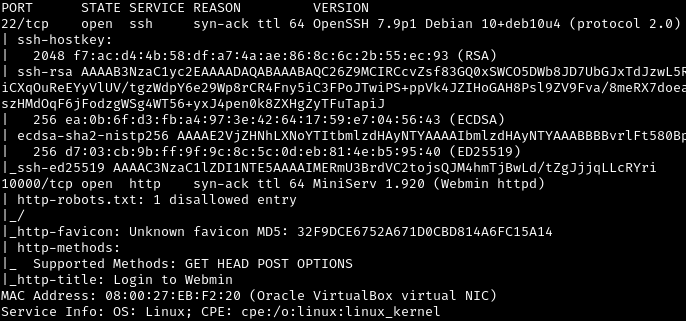 PORT STATE SERVICE REASON VERSION
22/tcp open ssh syn-ack ttl 64 OpenSSH 7.9p1 Debian 10+deb10u4 (protocol 2.0)
| ssh-hostkey:
| 2048 f7:ac:d4:4b:58:df:a7:4a:ae:86:8c:6c:2b:55:ec:93 (RSA)
| ssh-rsa AAAAB3NzaC1yc2EAAAADAQABAAABAQC26Z9MCIRCcvZsf83GQ0xSWCO5DWb8JD7UbGJxTdJzwL5R
iCXqOuReEYyVlUV/tgzWdpY6e29Wp8rCR4Fny5iC3FPoJTwiPS+ppVk4JZIHoGAH8Psl9ZV9Fva/8meRX7doea
szHMdOqF6jFodzgWSg4WT56+yxJ4pen0k8ZXHgZyTFuTapiJ
| 256 ea:0b:6f:d3:fb:a4:97:3e:42:64:17:59:e7:04:56:43 (ECDSA)
| ecdsa-sha2-nistp256 AAAAE2VjZHNhLXNoYTItbmlzdHAyNTYAAAAIbmlzdHAyNTYAAABBBBvrlFt580Bp
| 256 d7:03:cb:9b:ff:9f:9c:8c:5c:0d:eb:81:4e:b5:95:40 (ED25519)
|_ssh-ed25519 AAAAC3NzaC1lZDI1NTE5AAAAIMERmU3BrdVC2tojsQJM4hmTjBwLd/tZgJjjqLLcRYri
10000/tcp open http syn-ack ttl 64 MiniServ 1.920 (Webmin httpd)
| http-robots.txt: 1 disallowed entry
|_/
|_http-favicon: Unknown favicon MD5: 32F9DCE6752A671D0CBD814A6FC15A14
| http-methods:
|_ Supported Methods: GET HEAD POST OPTIONS
|_http-title: Login to Webmin
MAC Address: 08:00:27:EB:F2:20 (Oracle VirtualBox virtual NIC)
Service Info: OS: Linux; CPE: cpe:/o:linux:linux_kernel